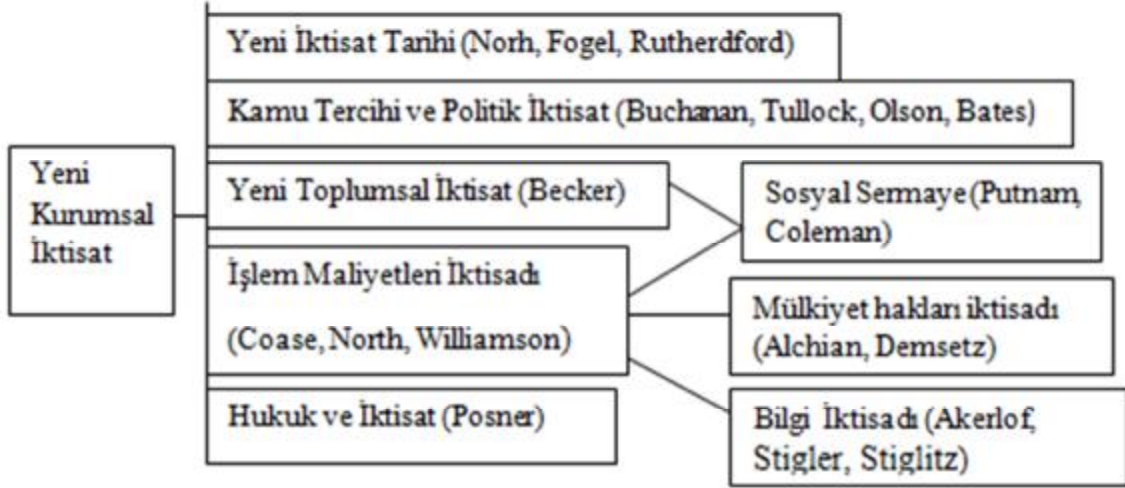 Yeni İktisat Tarihi (Norh, Fogel, Rutherdford)
Kamu Tercihi ve Politik İktisat (Buchanan, Tullock, Olson, Bates)
Yeni
Kurumsal
İktisat
Yeni Toplumsal İktisat (Becker)
Sosyal Sermaye (Putnam,
Coleman)
İşlem Maliyetleri İktisadı
(Coase, North, Williamson)
Mülkiyet hakları iktisadı
(Alchian, Demsetz)
Hukuk ve İktisat (Posner)
Bilgi İktisadı (Akerlof,
Stigler, Stiglitz)